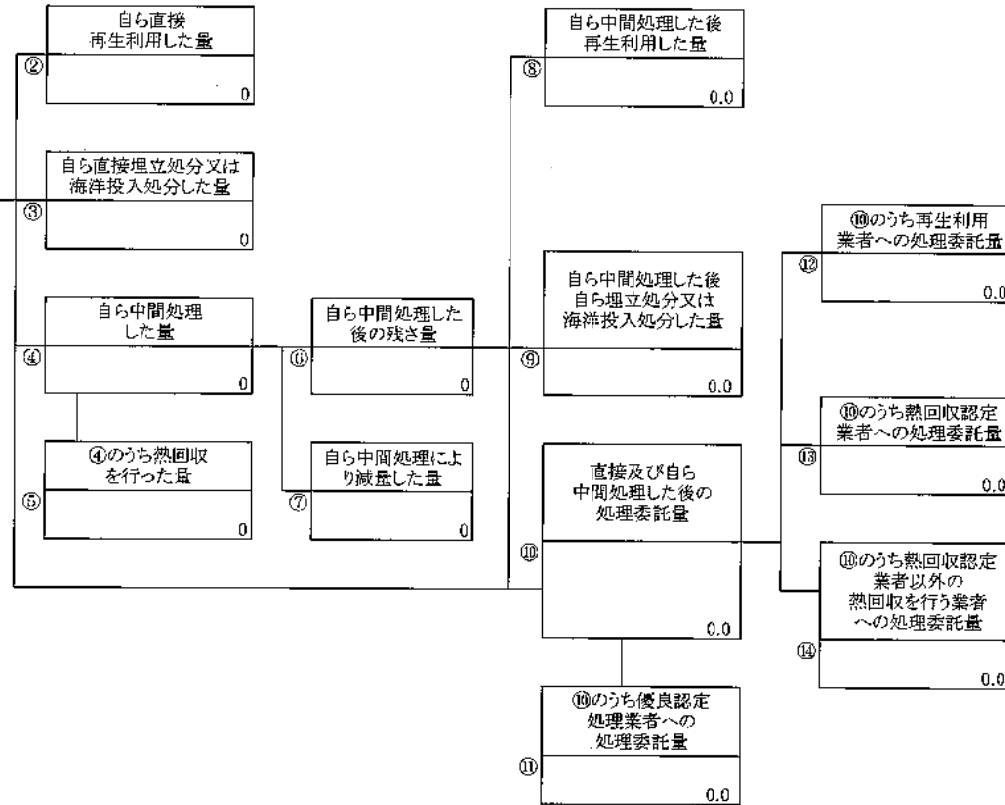 自ら直接
再生利用した量
②
0
自ら直接埋立処分又は
海洋投入処分した量
③
0
自ら中間処理
した量
④
0
④のうち熱回収
を行った量
⑤
0
自ら中間処理した
後の残さ量
⑥
0
自ら中間処理によ
り減量した量
⑦
0
自ら中間処理した後
再生利用した量
⑧
0.0
自ら中間処理した後
自ら埋立処分又は
海洋投入処分した量
⑨
0.0
直接及び自ら
中間処理した後の
処理委託量
⑩
0.0
⑩のうち優良認定
処理業者への
処理委託量
⑪
0.0
⑩のうち再生利用
業者への処理委託量
⑫
0.0
⑩のうち熱回収認定
業者への処理委託量
⑬
0.0
⑩のうち熱回収認定
業者以外の
熱回収を行う業者
への処理委託量
⑭
0.0